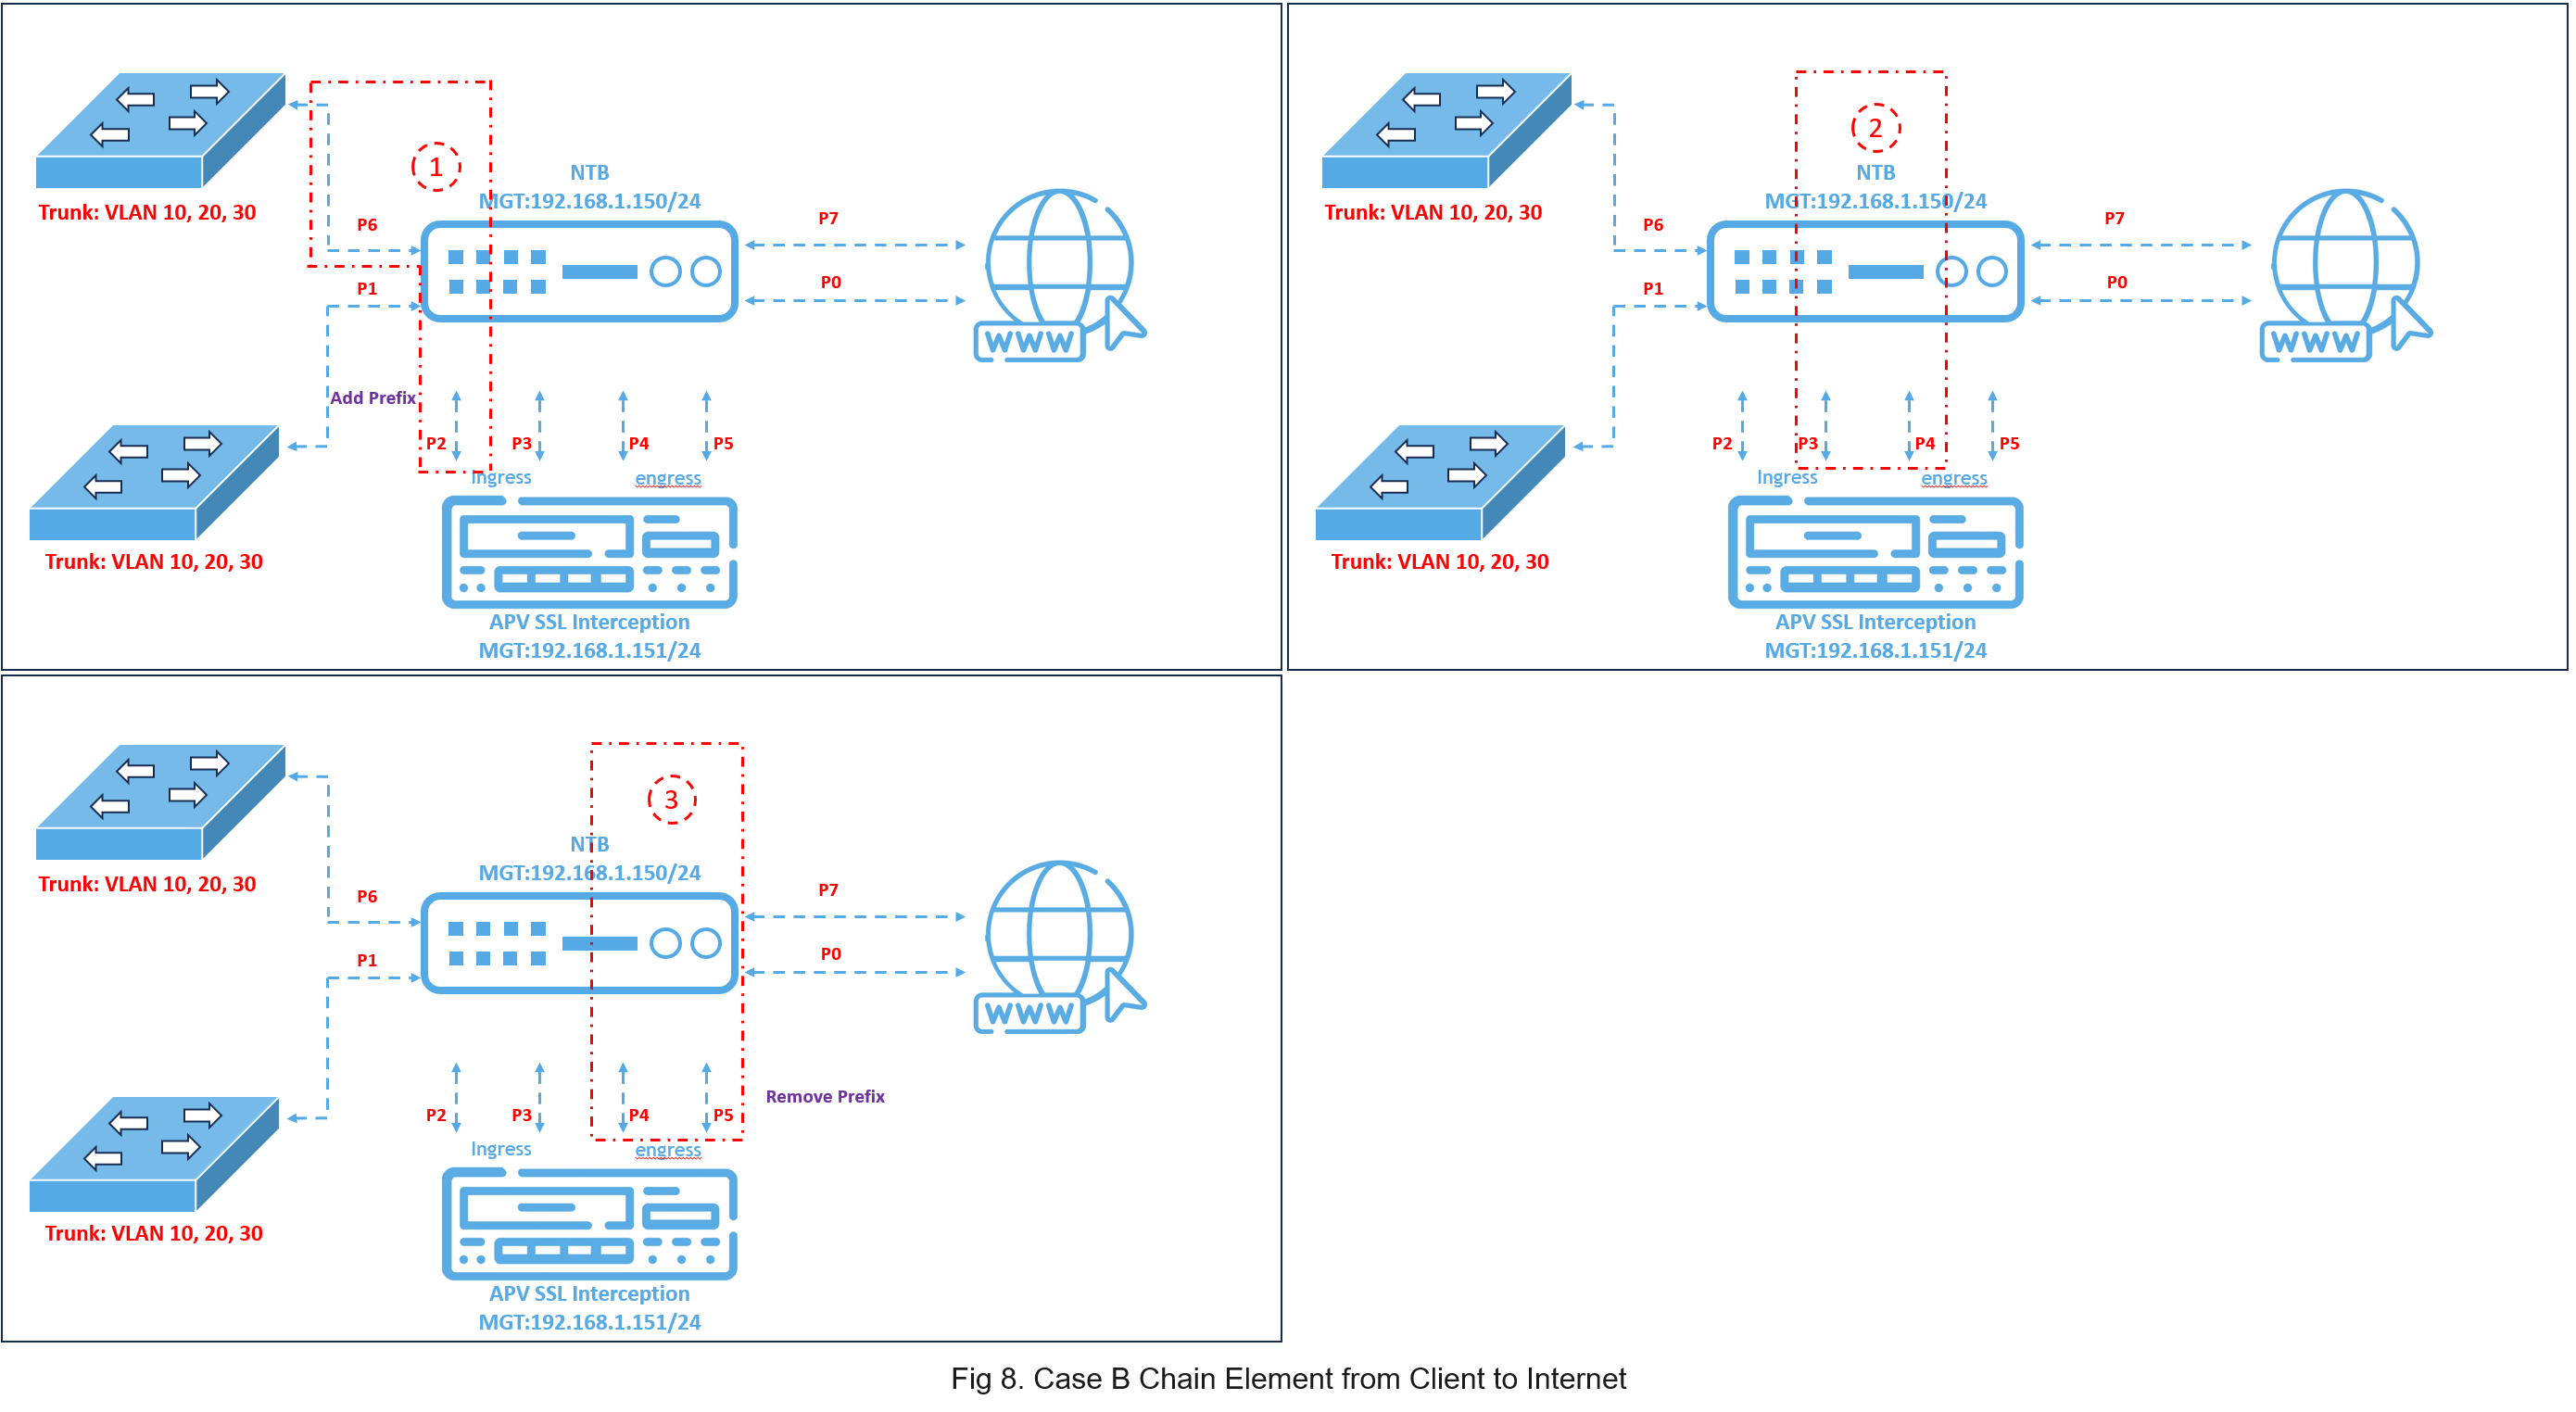 1
NTB
MGT:192.168.1.150/24
Trunk: VLAN 10, 20, 30
P6
P7
P1
P0
Add Prefix
WWW
P2
P3
P4
P5
Ingress
engress
Trunk: VLAN 10, 20, 30
APV SSL Interception
MGT:192.168.1.151/24
2
NTB
MGT:192.168.1.150/24
Trunk: VLAN 10, 20, 30
P6
P7
P1
P0
WWW
P2
P3
P4
P5
Ingress
engress
Trunk: VLAN 10, 20, 30
APV SSL Interception
MGT:192.168.1.151/24
3
NTB
MGT:192.168.1.150/24
Trunk: VLAN 10, 20, 30
P6
P7
P1
P0
WWW
Remove Prefix
P2
P3
P4
P5
Ingress
engress
Trunk: VLAN 10, 20, 30
APV SSL Interception
MGT:192.168.1.151/24
Fig 8. Case B Chain Element from Client to Internet